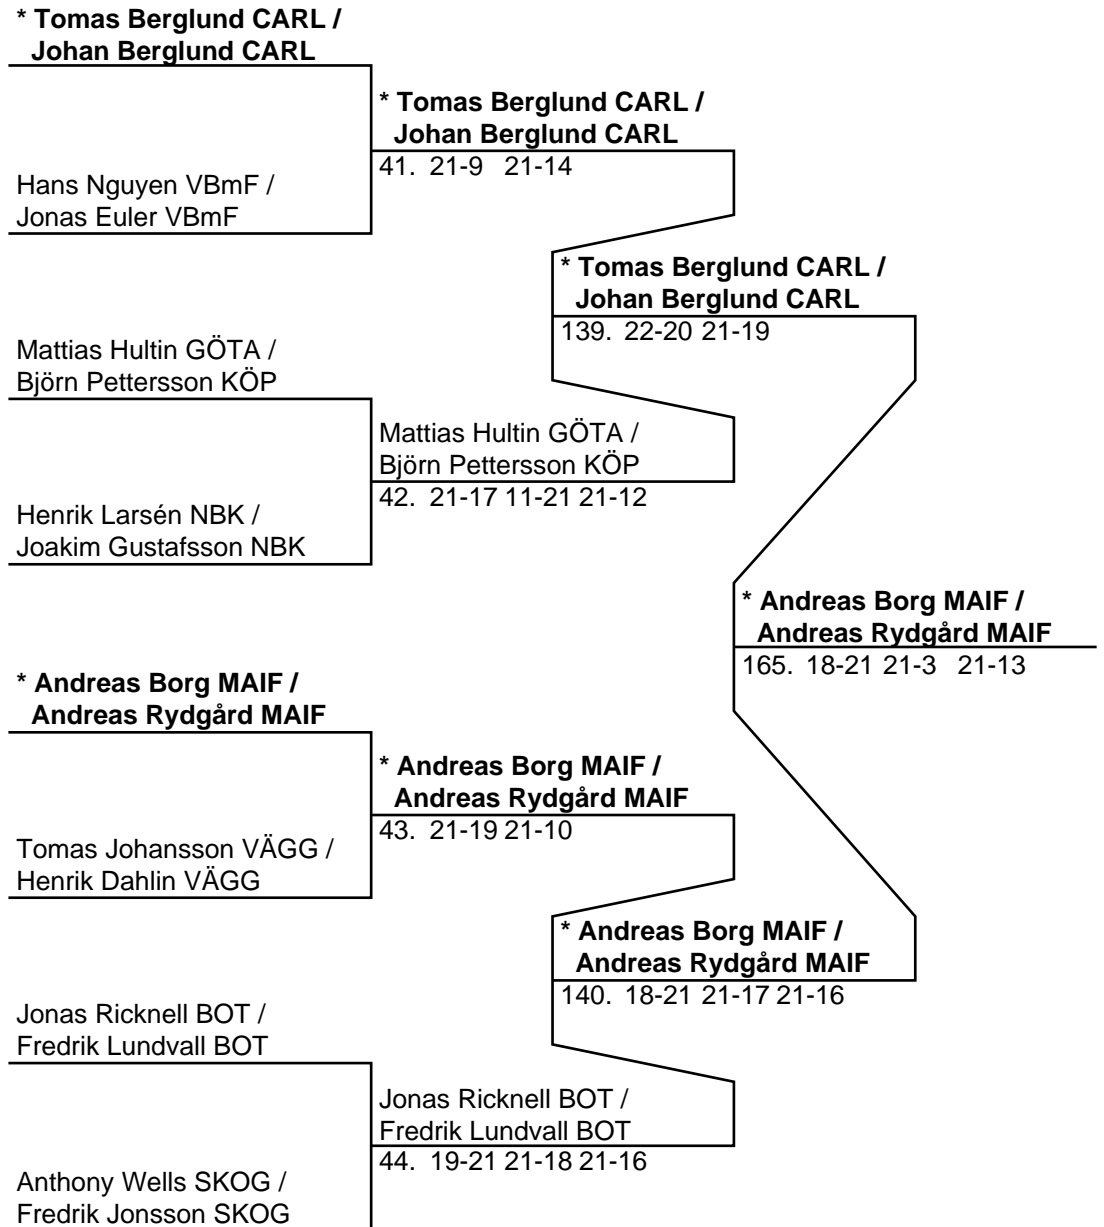 * Tomas Berglund CARL /
Johan Berglund CARL
* Tomas Berglund CARL /
Johan Berglund CARL
41. 21-9 21-14
Hans Nguyen VBmF /
Jonas Euler VBmF
* Tomas Berglund CARL /
Johan Berglund CARL
139. 22-20 21-19
Mattias Hultin GÖTA /
Björn Pettersson KÖP
Mattias Hultin GÖTA /
Björn Pettersson KÖP
42. 21-17 11-21 21-12
Henrik Larsén NBK /
Joakim Gustafsson NBK
* Andreas Borg MAIF /
Andreas Rydgård MAIF
165. 18-21 21-3 21-13
* Andreas Borg MAIF /
Andreas Rydgård MAIF
* Andreas Borg MAIF /
Andreas Rydgård MAIF
43. 21-19 21-10
Tomas Johansson VÄGG /
Henrik Dahlin VÄGG
* Andreas Borg MAIF /
Andreas Rydgård MAIF
140. 18-21 21-17 21-16
Jonas Ricknell BOT /
Fredrik Lundvall BOT
Jonas Ricknell BOT /
Fredrik Lundvall BOT
44. 19-21 21-18 21-16
Anthony Wells SKOG /
Fredrik Jonsson SKOG